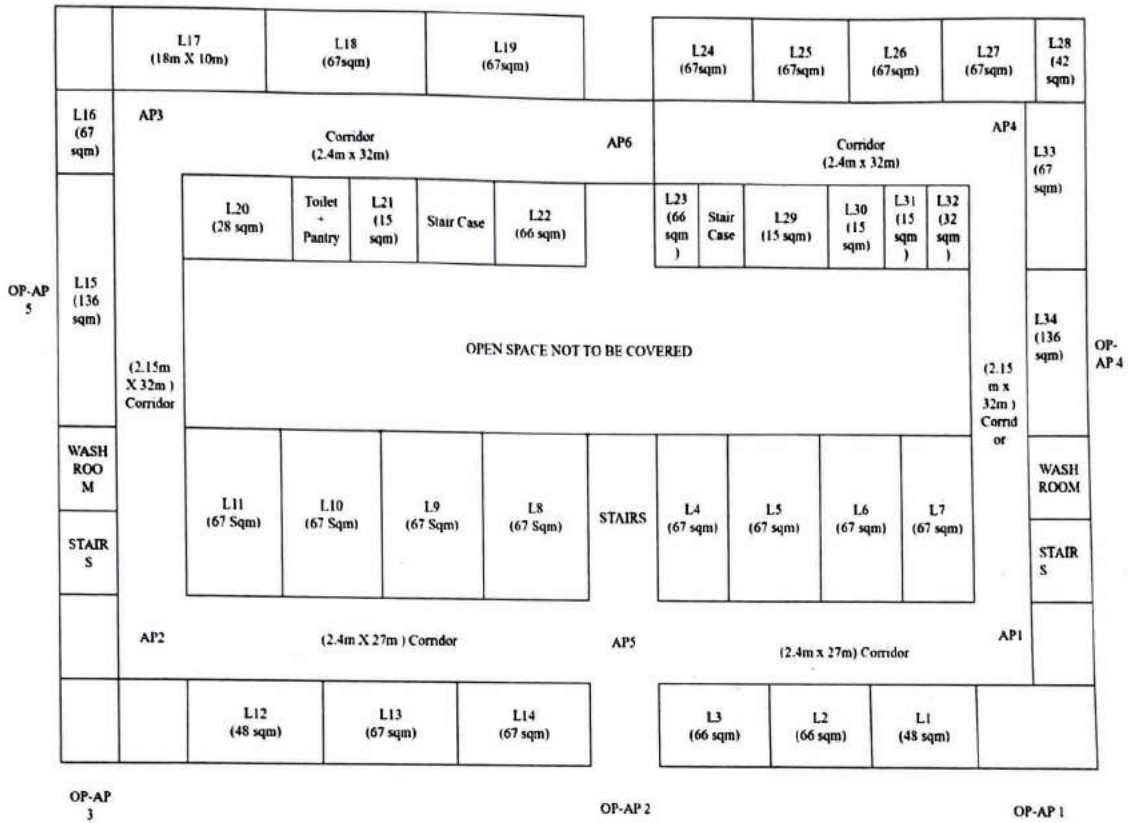 L17
(18m X 10m)
L18
(67sqm)
L19
(67sqm)
L24
(67sqm)
L25
(67sqm)
L26
(67sqm)
L27
(67sqm)
L28
(42
sqm)
L16
(67
sqm)
AP3
Corridor
(2.4m x 32m)
AP6
Corridor
(2.4m x 32m)
AP4
L33
(67
sqm)
L20
(28 sqm)
Toilet
+
Pantry
L21
(15
sqm)
Stair Case
L22
(66 sqm)
L23
(66
sqm
)
Stair
Case
L29
(15 sqm)
L30
(15
sqm)
L31
(15
sqm
)
L32
(32
sqm
)
OP-AP
5
L15
(136
sqm)
(2.15m
X 32m )
Corridor
OPEN SPACE NOT TO BE COVERED
(2.15
m x
32m )
Corrid
or
L34
(136
sqm)
OP-
AP 4
WASH
ROO
M
STAIR
S
L11
(67 Sqm)
L10
(67 Sqm)
L9
(67 Sqm)
L8
(67 Sqm)
STAIRS
L4
(67 sqm)
L5
(67 sqm)
L6
(67 sqm)
L7
(67 sqm)
WASH
ROOM
STAIR
S
AP2
(2.4m X 27m ) Corridor
AP5
(2.4m x 27m) Corridor
AP1
L12
(48 sqm)
L13
(67 sqm)
L14
(67 sqm)
L3
(66 sqm)
L2
(66 sqm)
L1
(48 sqm)
OP-AP
3
OP-AP 2
OP-AP 1